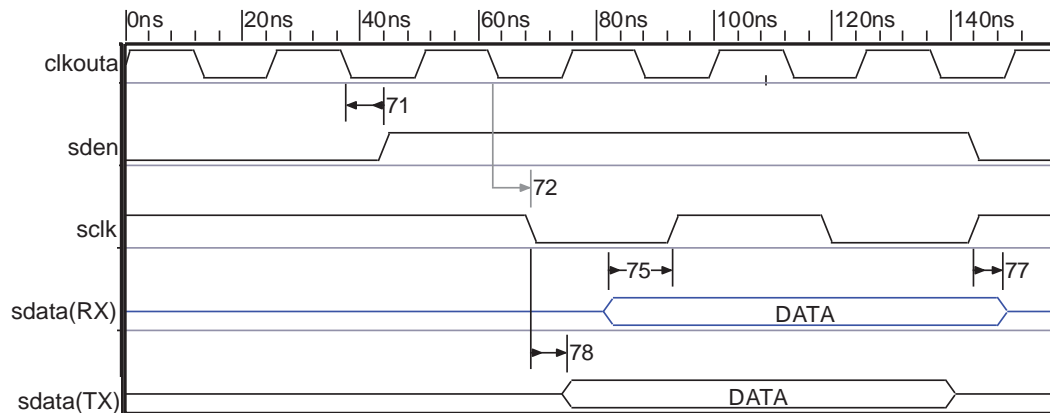 0ns 20ns 40ns 60ns 80ns 100ns 120ns 140ns
clkouta
71
sden
72
sclk
75 77
sdata(RX) DATA
78
sdata(TX) DATA